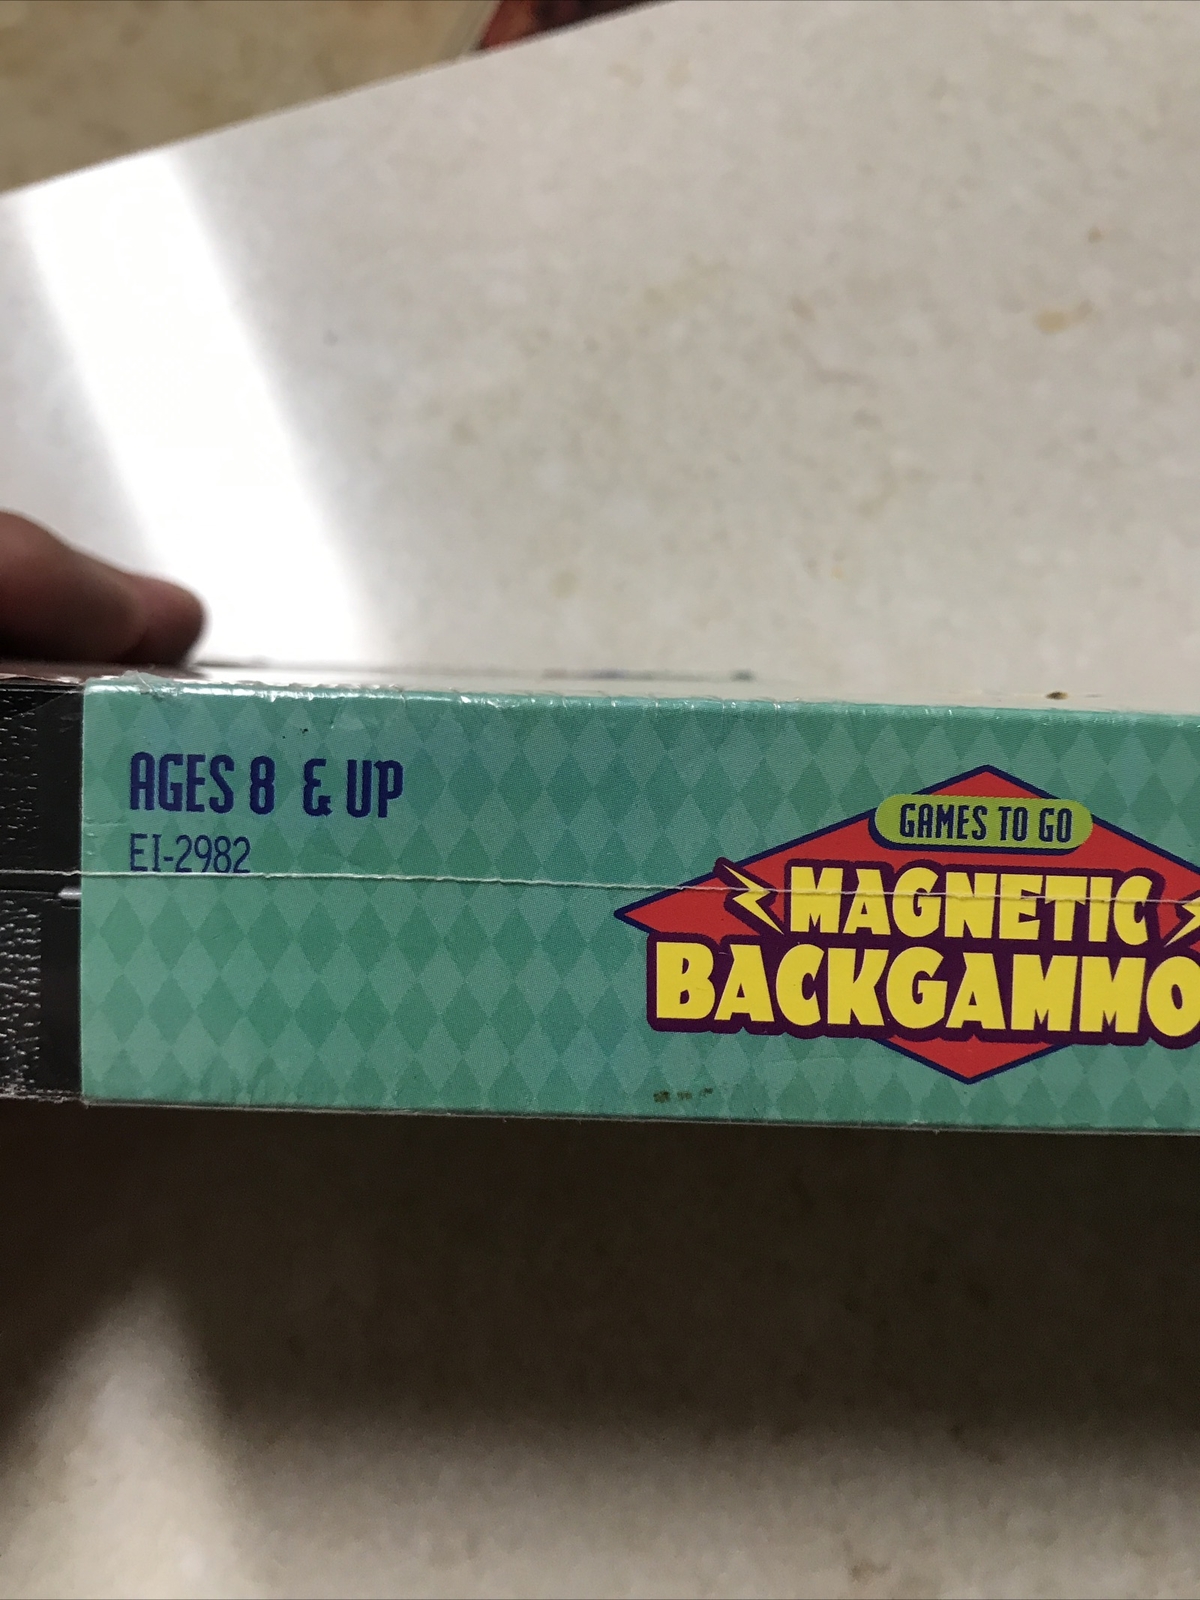 AGES 8 & UP
EI-2982
GAMES TO GO
MAGNETIC
BACKGAMMO